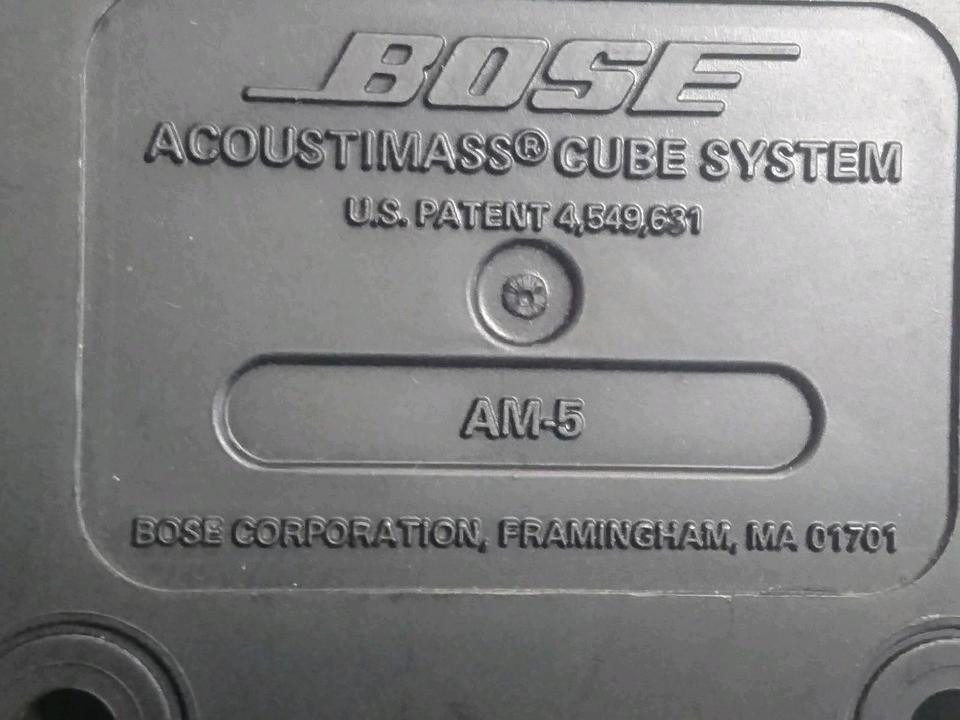 BOSE
ACOUSTIMASS® CUBE SYSTEM
U.S. PATENT 4,549,631
AM-5
BOSE CORPORATION, FRAMINGHAM, MA 01701